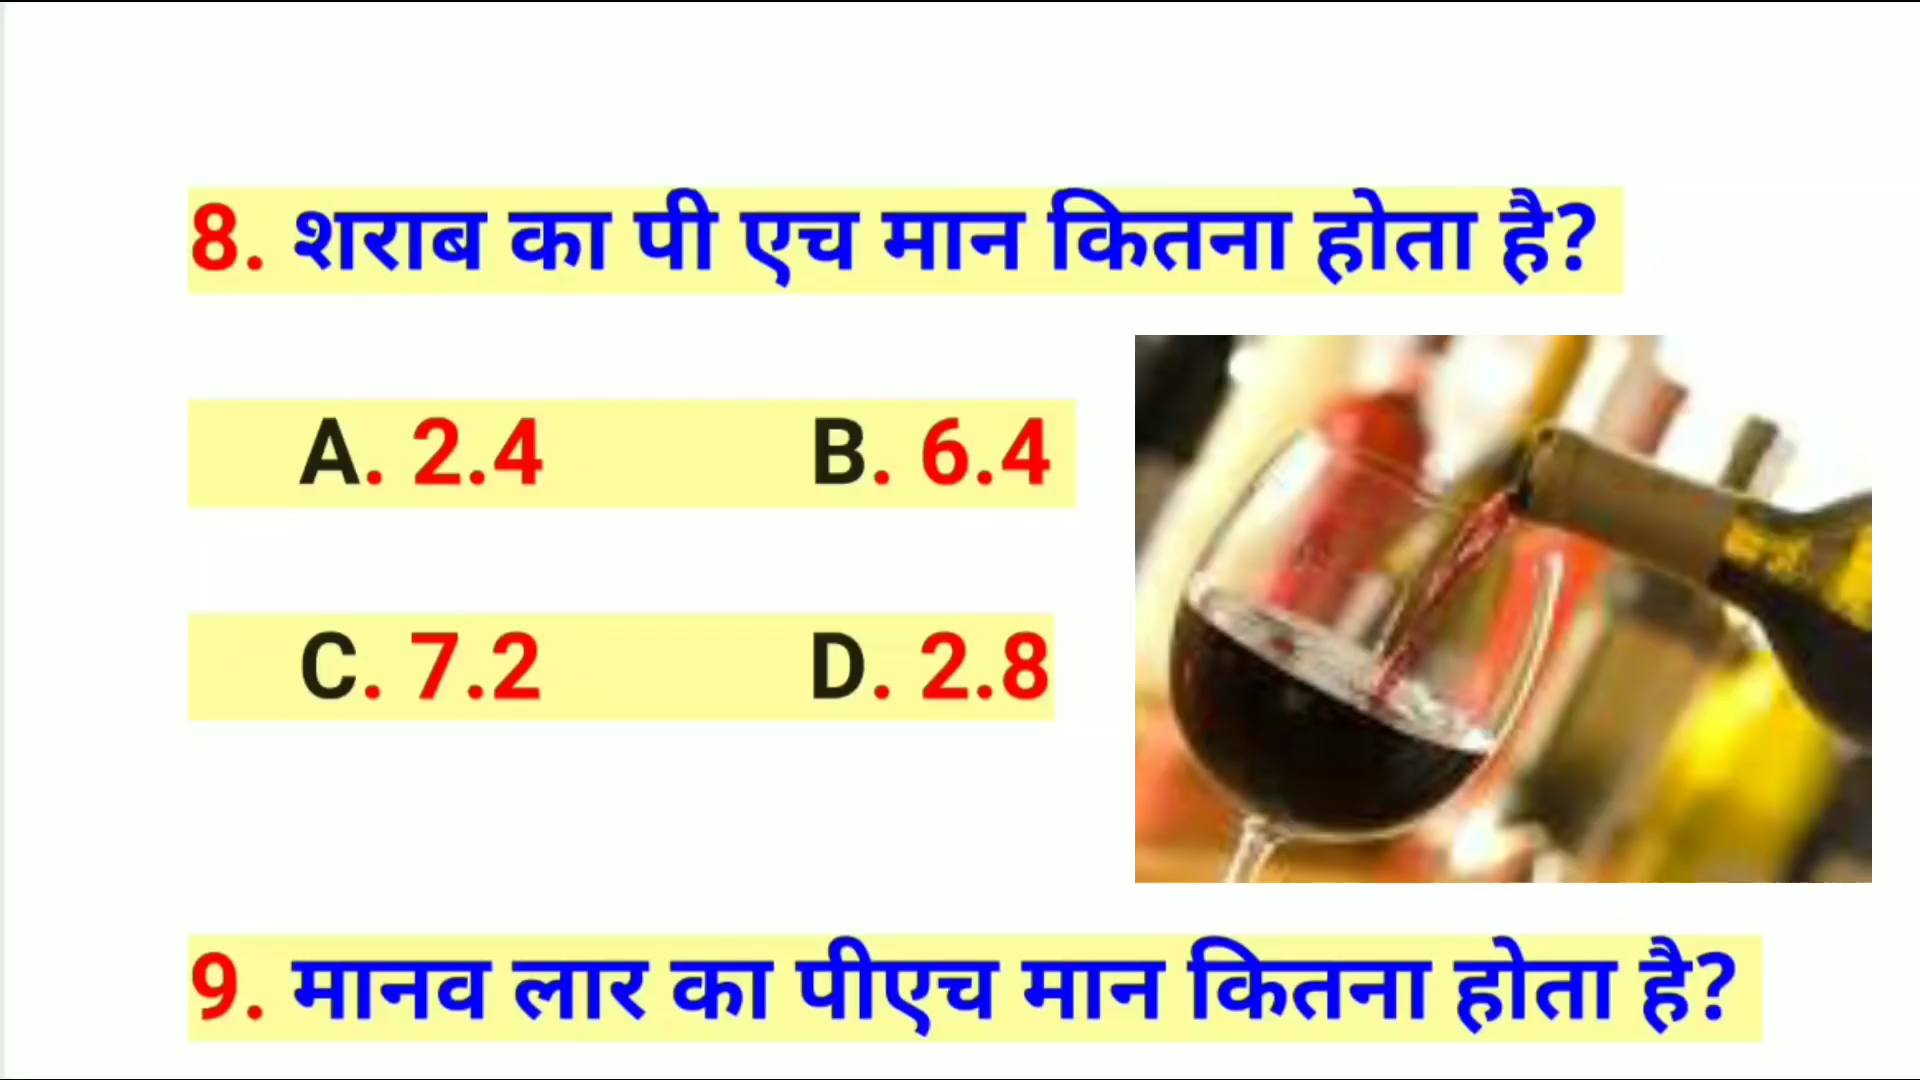 8. शराब का पी एच मान कितना होता है?
A. 2.4 B. 6.4
C. 7.2 D. 2.8
9. मानव लार का पीएच मान कितना होता है?